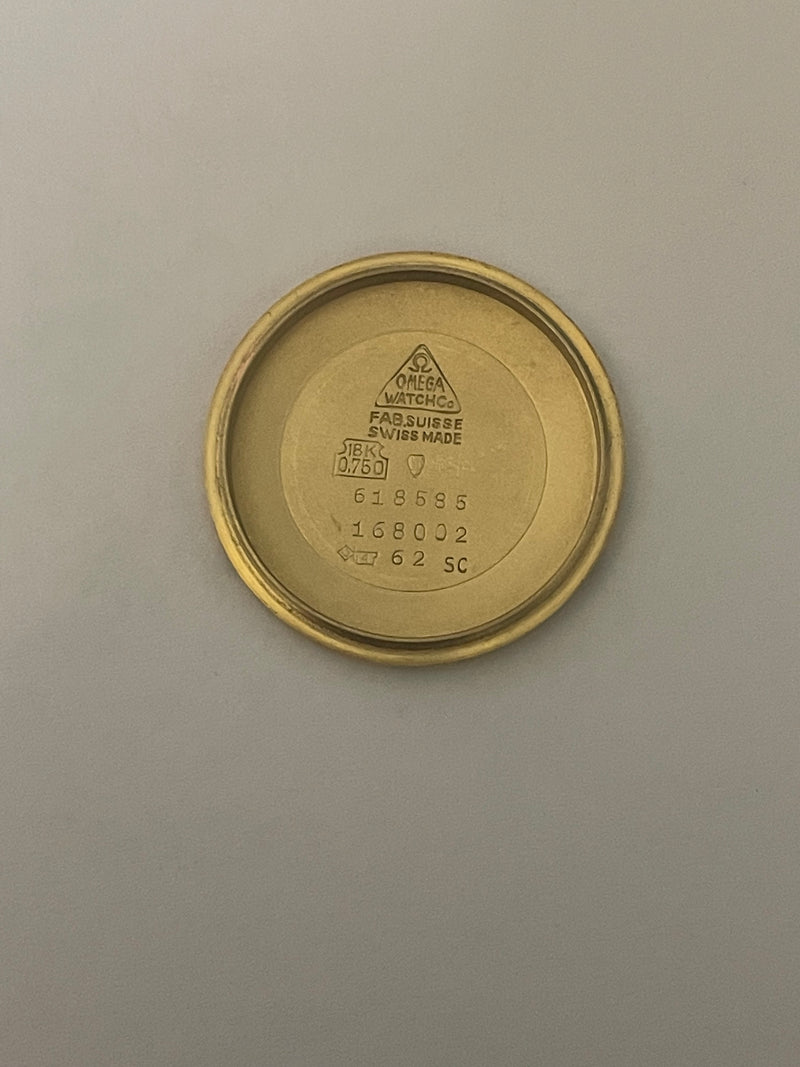 Ω
OMEGA
WATCH Co
FAB. SUISSE
SWISS MADE
18K
0,750
618585
168002
62 SC